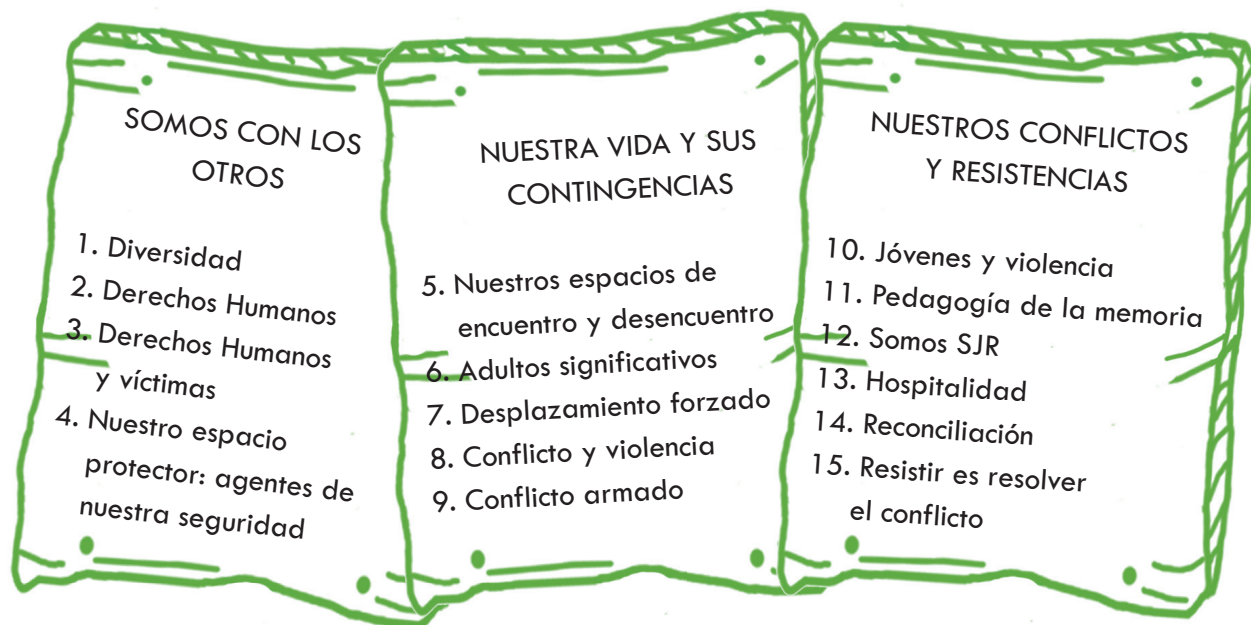 SOMOS CON LOS
OTROS
1. Diversidad
2. Derechos Humanos
3. Derechos Humanos
y víctimas
4. Nuestro espacio
protector: agentes de
nuestra seguridad
NUESTRA VIDA Y SUS
CONTINGENCIAS
5. Nuestros espacios de
encuentro y desencuentro
6. Adultos significativos
7. Desplazamiento forzado
8. Conflicto y violencia
9. Conflicto armado
NUESTROS CONFLICTOS
Y RESISTENCIAS
10. Jóvenes y violencia
11. Pedagogía de la memoria
12. Somos SJR
13. Hospitalidad
14. Reconciliación
15. Resistir es resolver
el conflicto